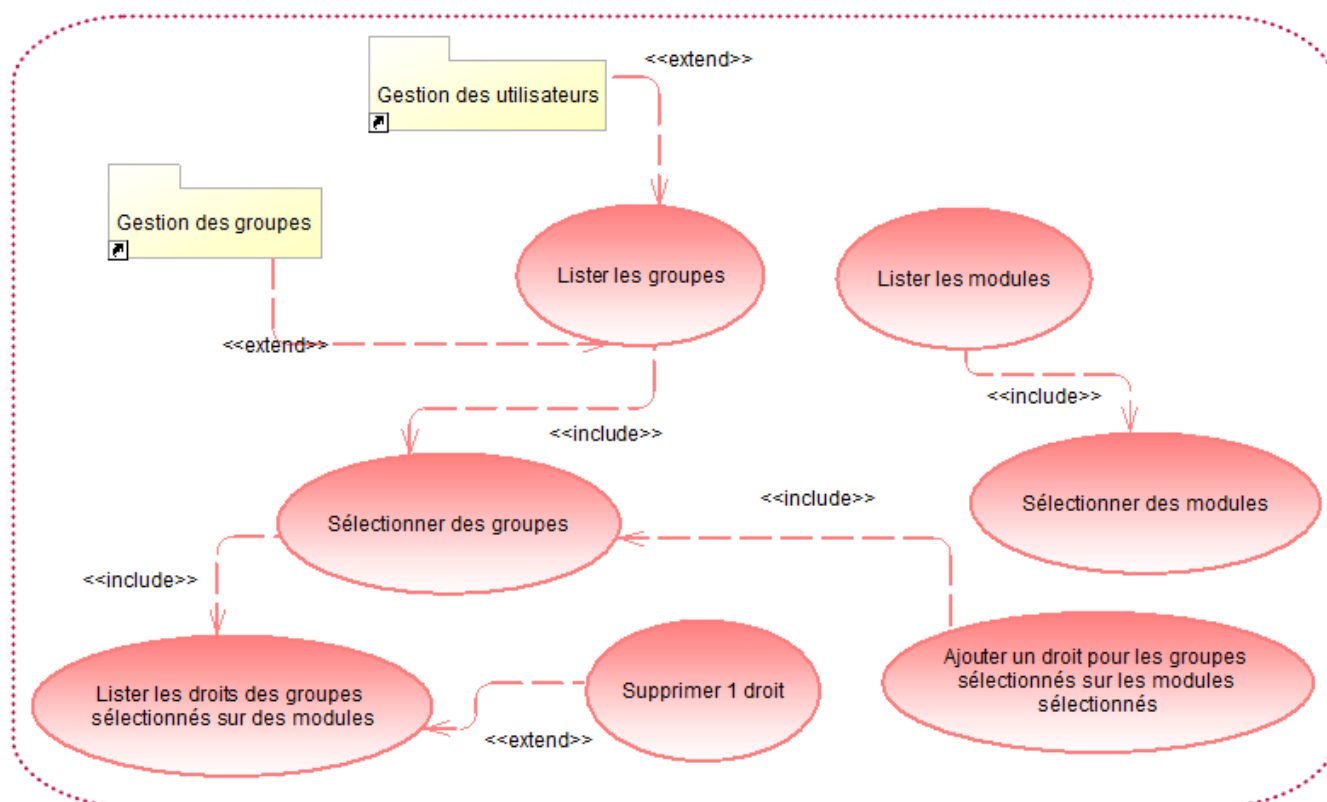 <<extend>>
Gestion des utilisateurs
Gestion des groupes
Lister les groupes
Lister les modules
<<extend>>
<<include>>
<<include>>
Sélectionner des groupes
<<include>>
Sélectionner des modules
<<include>>
Lister les droits des groupes
sélectionnés sur des modules
Supprimer 1 droit
<<extend>>
Ajouter un droit pour les groupes
sélectionnés sur les modules
sélectionnés